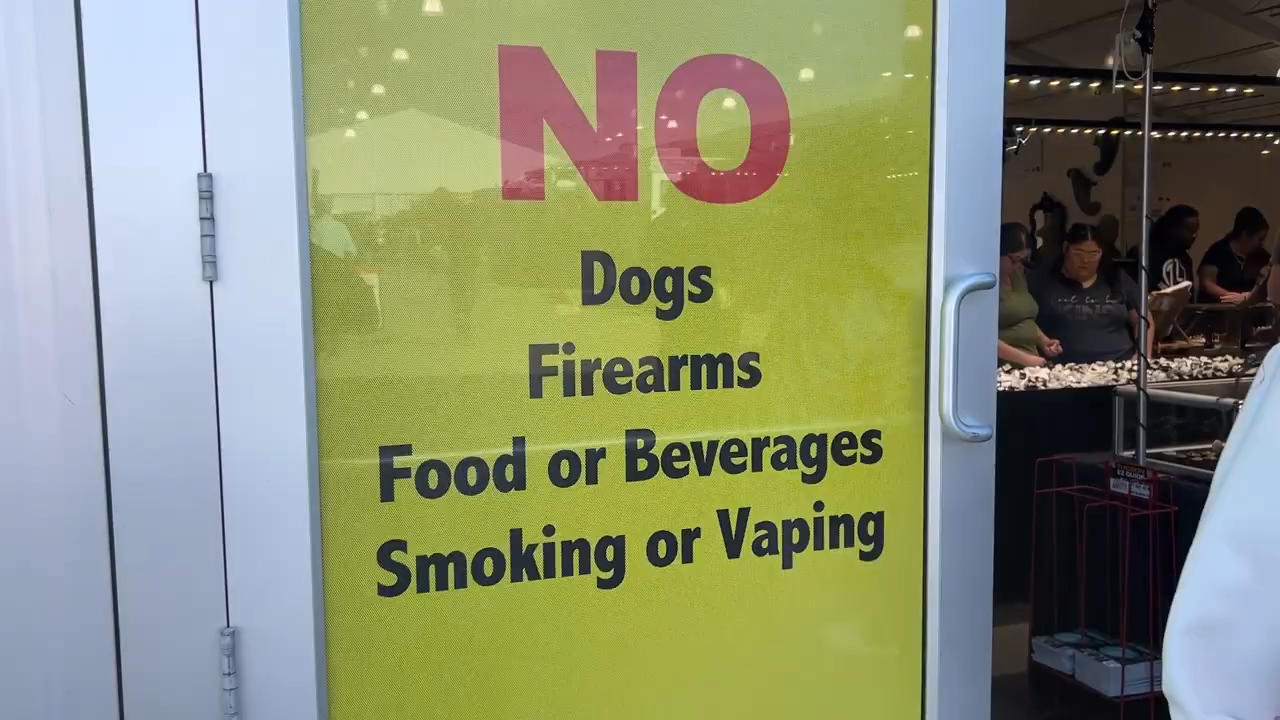 NO
Dogs
Firearms
Food or Beverages
Smoking or Vaping